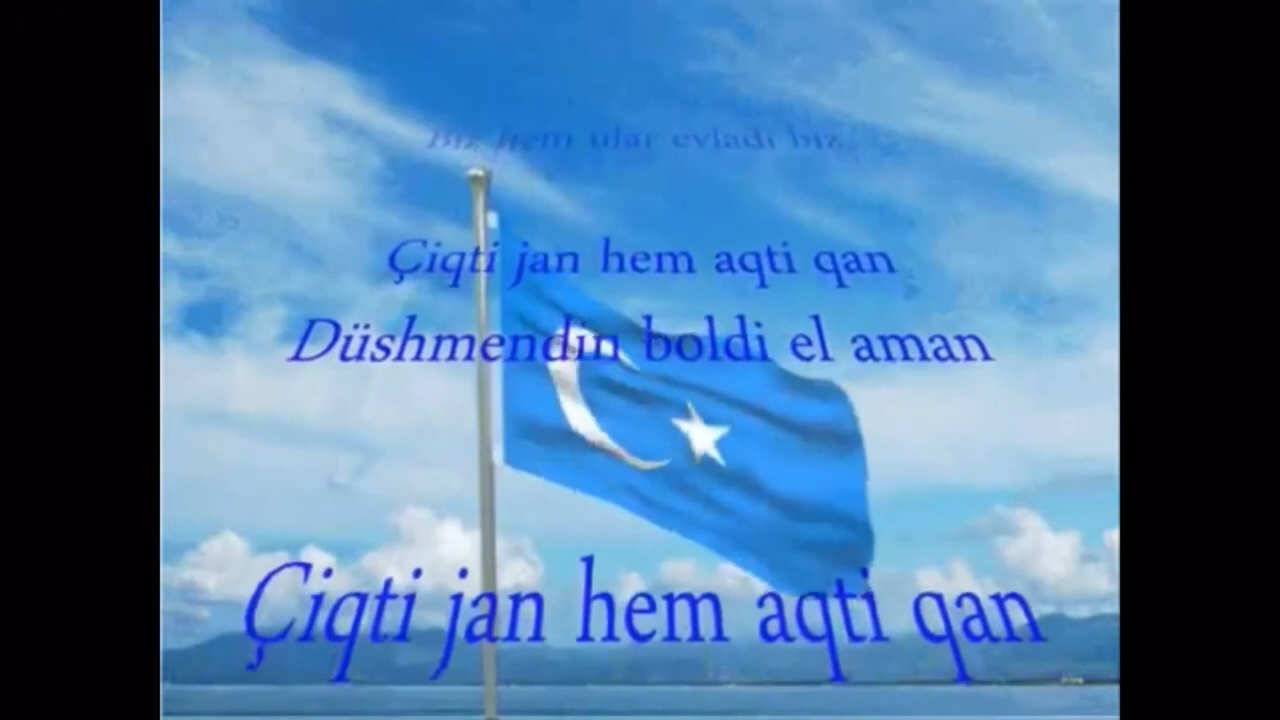 Biz hem ular evladi biz
Çiqti jan hem aqti qan
Düshmendin boldi el aman
Çiqti jan hem aqti qan